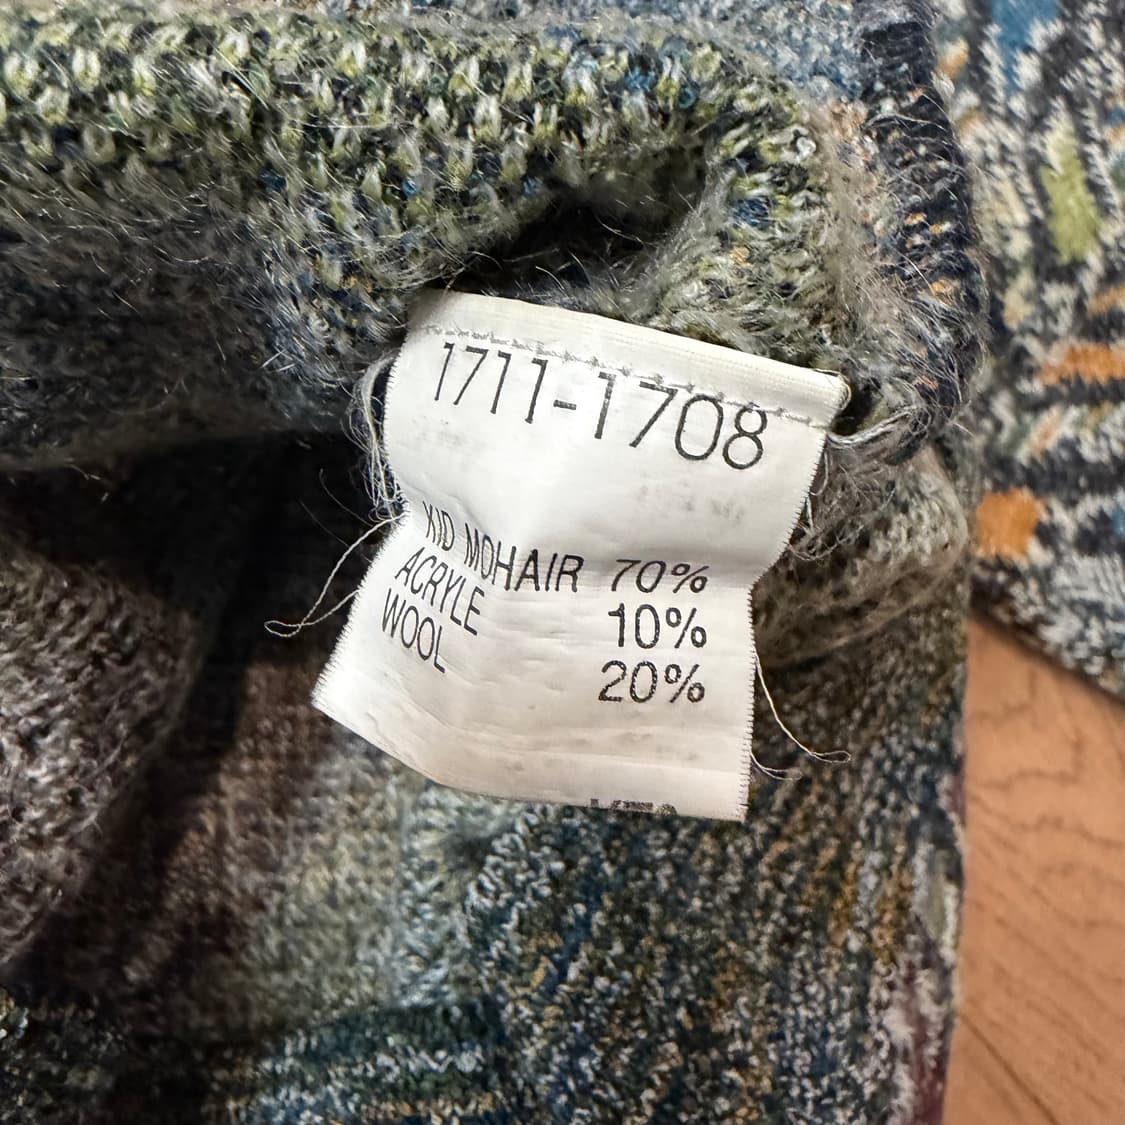 1711-1708
KID MOHAIR 70%
ACRYLE 10%
WOOL 20%